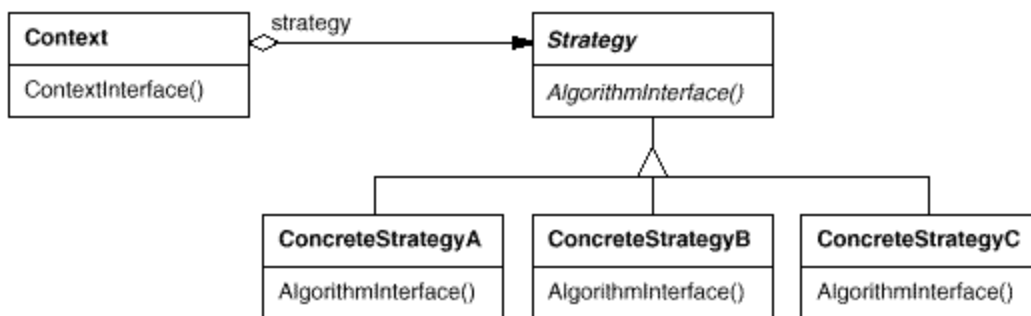 strategy
Context
Strategy
ContextInterface()
AlgorithmInterface()
ConcreteStrategyA
ConcreteStrategyB
ConcreteStrategyC
AlgorithmInterface()
AlgorithmInterface()
AlgorithmInterface()